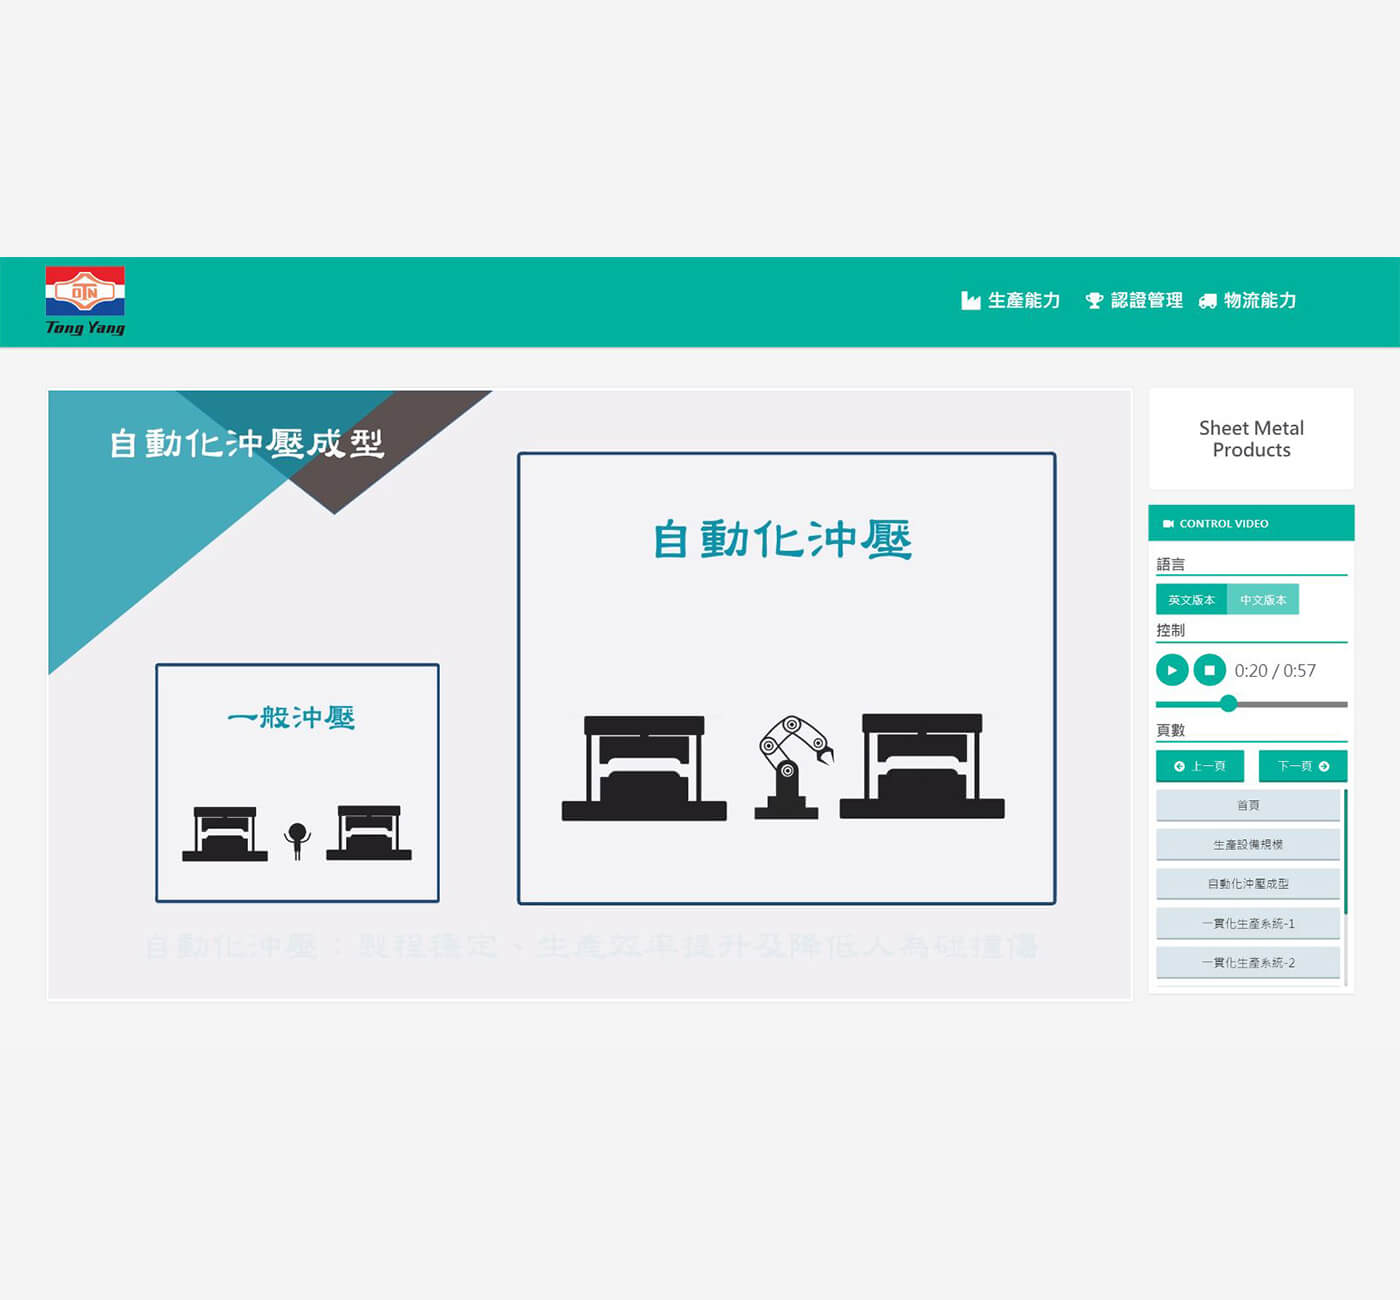 DTN
Tong Yang
生產能力
認證管理
物流能力
自動化沖壓成型
自動化沖壓
一般沖壓
自動化沖壓：製程穩定、生產效率提升及降低人為碰撞傷
Sheet Metal
Products
CONTROL VIDEO
語言
英文版本
中文版本
控制
0:20 / 0:57
頁數
上一頁
下一頁
首頁
生產設備規模
自動化沖壓成型
一貫化生產系統-1
一貫化生產系統-2